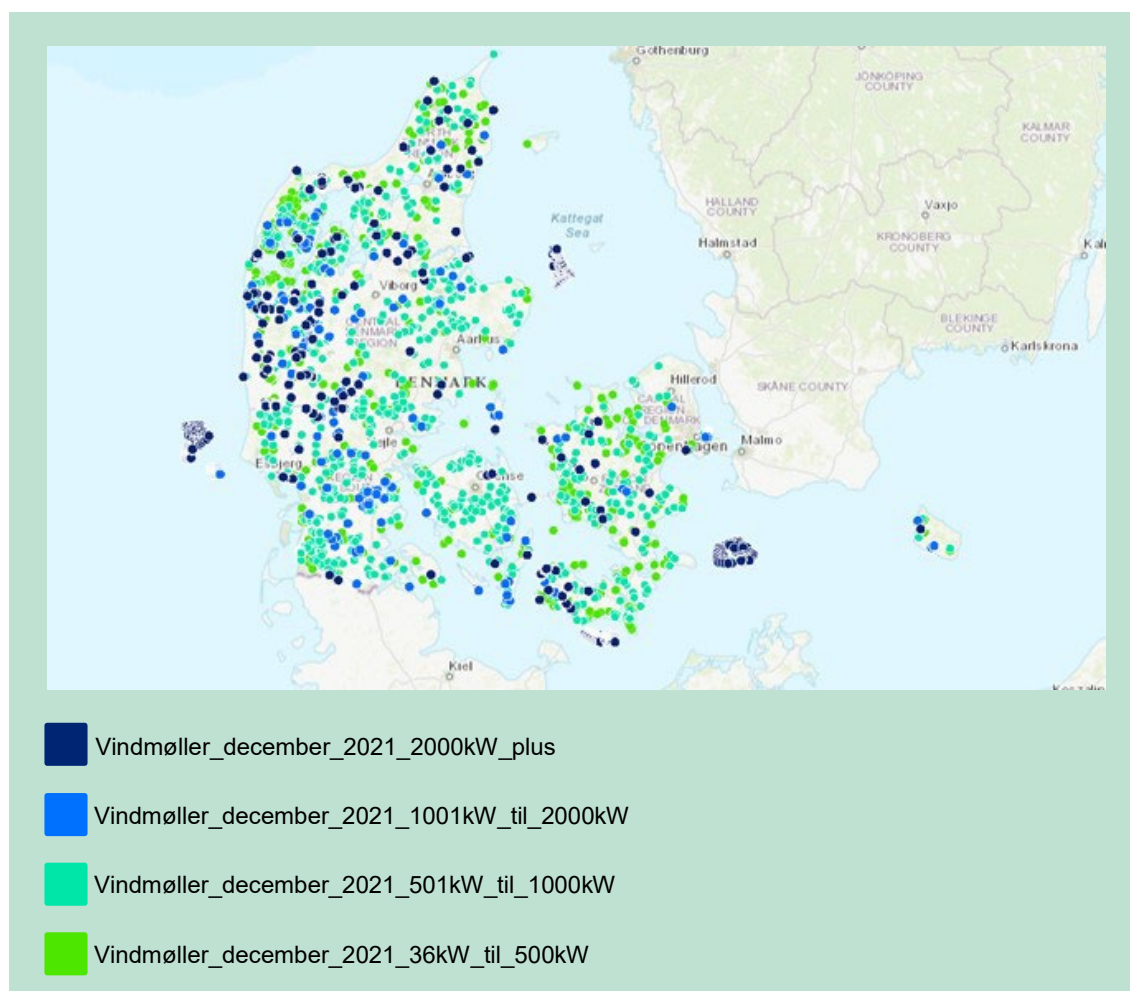 Gothenburg
JÖNKÖPING
COUNTY
KALMAR
COUNTY
HALLAND
COUNTY
Vaxjo
Kattegat
Sea
KRONOBERG
COUNTY
Halmstad
Viborg
BLEKINGE
COUNTY
Karlskrona
Aarhus
Hillerod
DENMARK
SKÅNE COUNTY
Malmo
Esbjerg
Kiel
Vindmøller_december_2021_2000kW_plus
Vindmøller_december_2021_1001kW_til_2000kW
Vindmøller_december_2021_501kW_til_1000kW
Vindmøller_december_2021_36kW_til_500kW